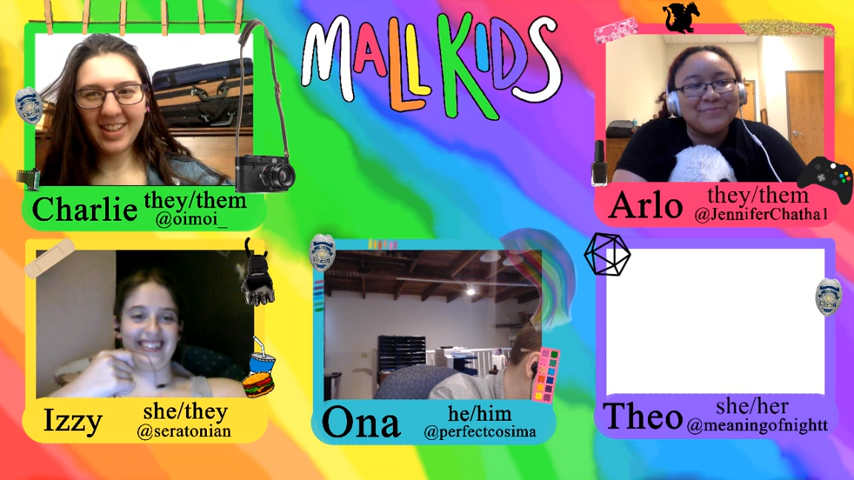 MALL KIDS
Charlie they/them
@oimoi_
Arlo they/them
@JenniferChatha1
Izzy she/they
@seratonian
Ona he/him
@perfectcosima
Theo she/her
@meaningofnightt